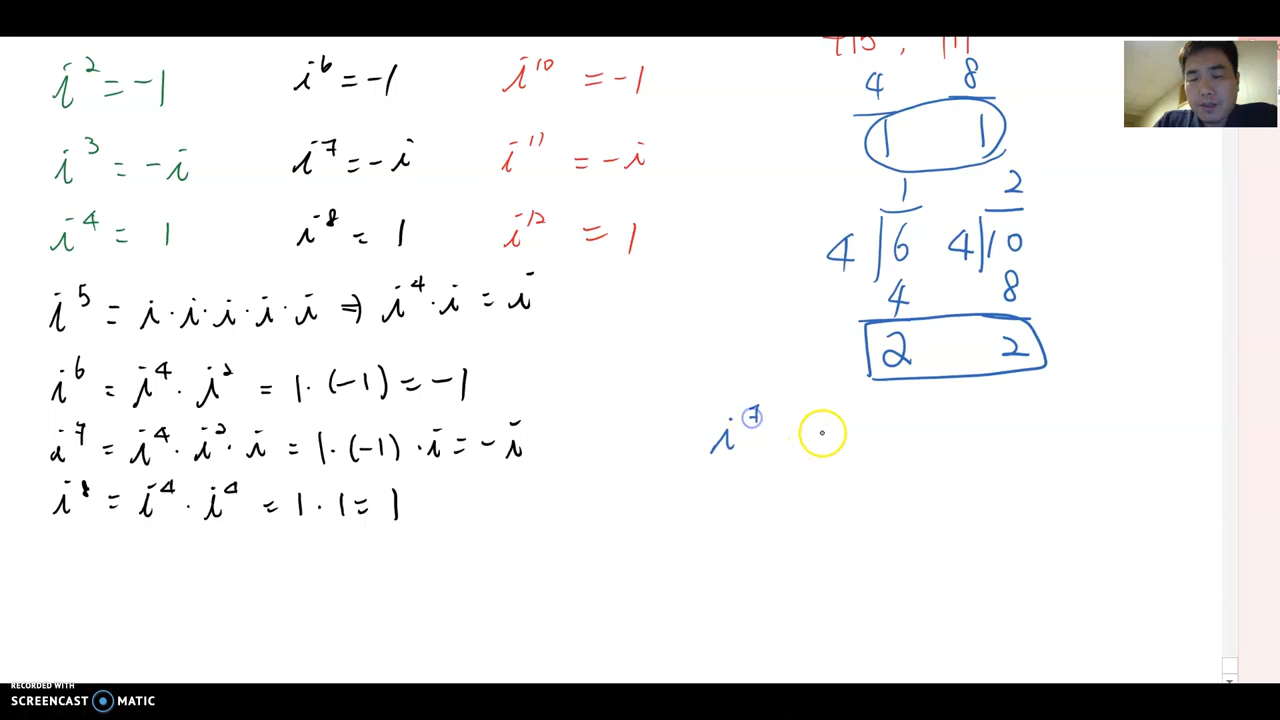 i² = -1 i⁶ = -1 i¹⁰ = -1
i³ = -i i⁷ = -i i¹¹ = -i
i⁴ = 1 i⁸ = 1 i¹² = 1
i⁵ = i · i · i · i · i ⇒ i⁴ · i = i
i⁶ = i⁴ · i² = 1 · (-1) = -1
i⁷ = i⁴ · i² · i = 1 · (-1) · i = -i
i⁸ = i⁴ · i⁴ = 1 · 1 = 1
4 8
1 1
1 2
4 6 4 10
4 8
2 2
i⁷
RECORDED WITH
SCREENCAST MATIC